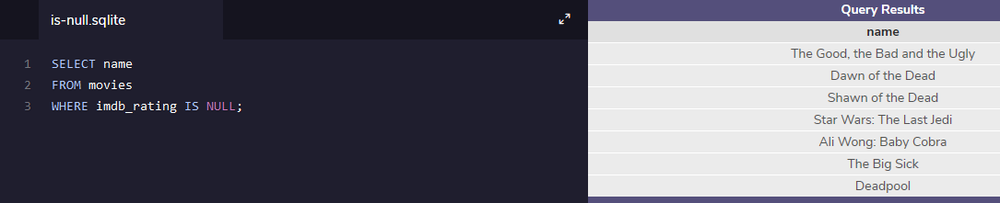 is-null.sqlite
1 SELECT name
2 FROM movies
3 WHERE imdb_rating IS NULL;
Query Results
name
The Good, the Bad and the Ugly
Dawn of the Dead
Shawn of the Dead
Star Wars: The Last Jedi
Ali Wong: Baby Cobra
The Big Sick
Deadpool